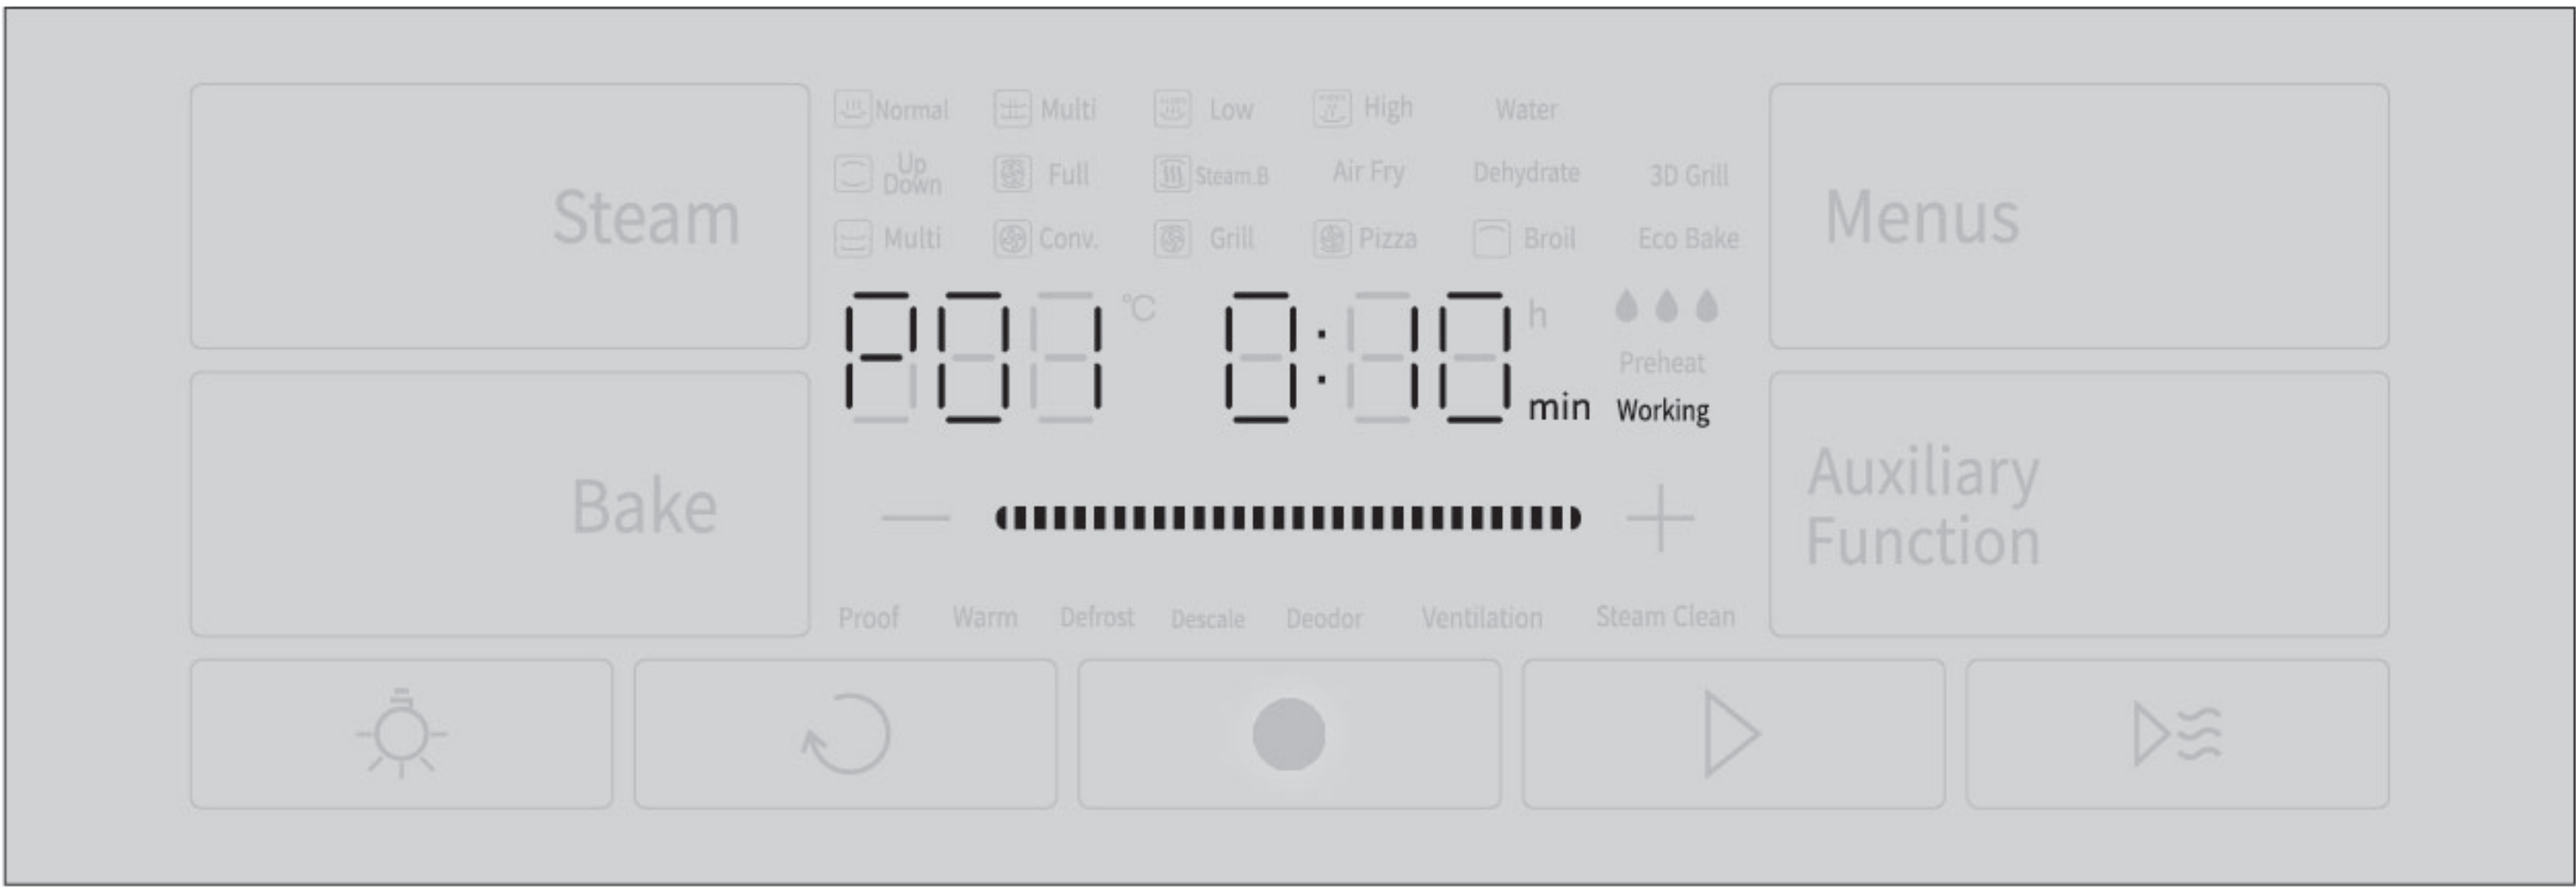 Normal Multi Low High Water
Up Down Full Steam.B Air Fry Dehydrate 3D Grill
Multi Conv. Grill Pizza Broil Eco Bake
Steam
Menus
P01 °C 0:10 h min
Preheat
Working
Bake
Auxiliary
Function
Proof Warm Defrost Descale Deodor Ventilation Steam Clean